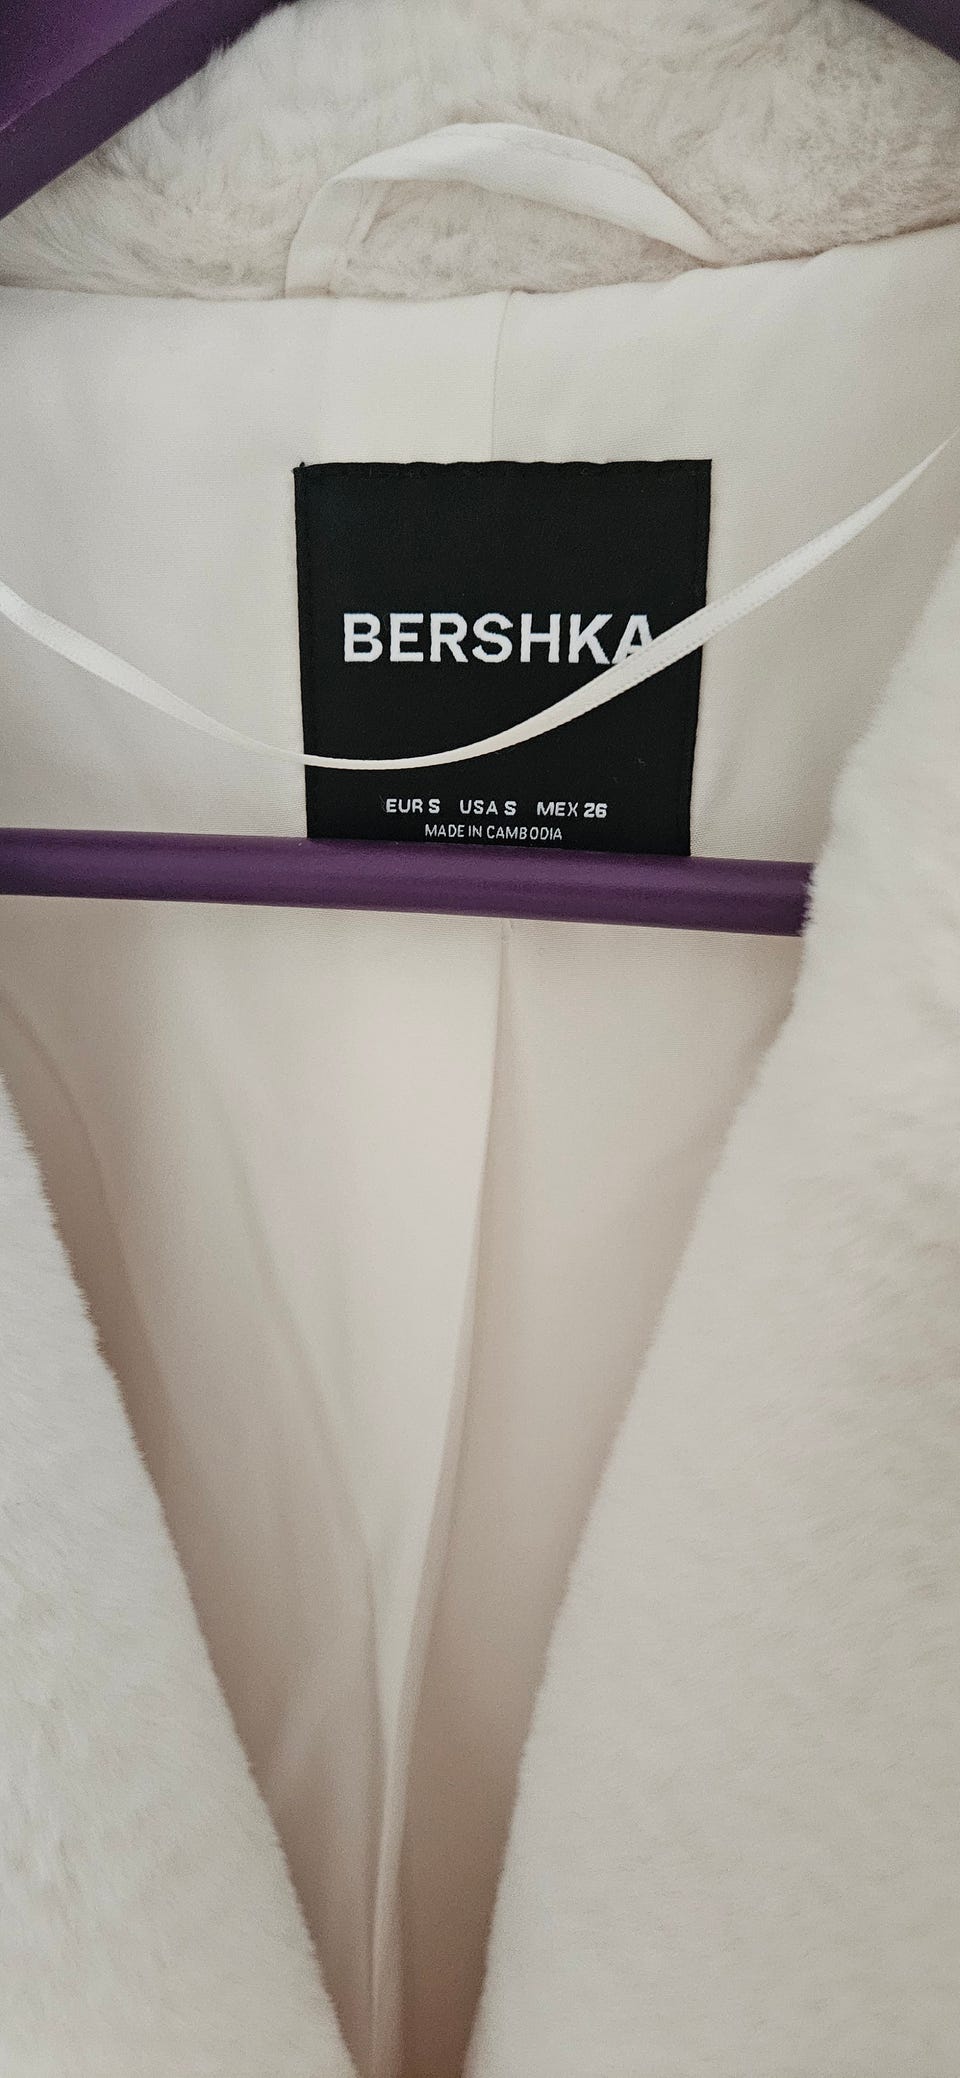 BERSHKA
EUR S USA S MEX 26
MADE IN CAMBODIA